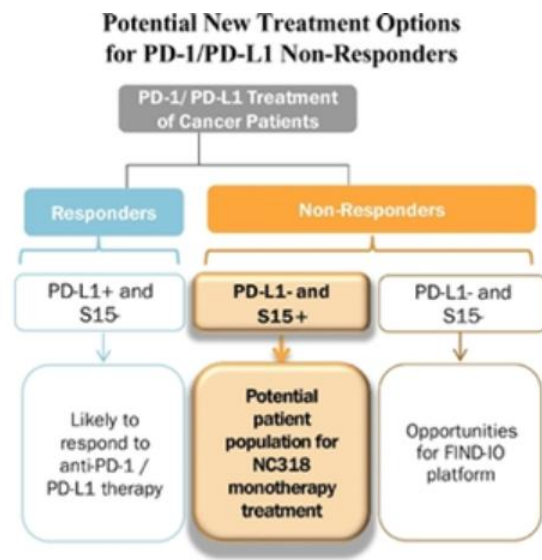 Potential New Treatment Options
for PD-1/PD-L1 Non-Responders
PD-1/ PD-L1 Treatment
of Cancer Patients
Responders
Non-Responders
PD-L1+ and
S15-
PD-L1- and
S15+
PD-L1- and
S15-
Likely to
respond to
anti-PD-1 /
PD-L1 therapy
Potential
patient
population for
NC318
monotherapy
treatment
Opportunities
for FIND-IO
platform